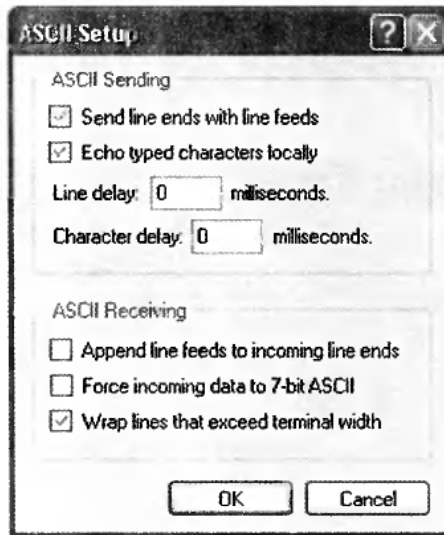 ASCII Setup
ASCII Sending
Send line ends with line feeds
Echo typed characters locally
Line delay: 0 milliseconds.
Character delay: 0 milliseconds.
ASCII Receiving
Append line feeds to incoming line ends
Force incoming data to 7-bit ASCII
Wrap lines that exceed terminal width
OK Cancel